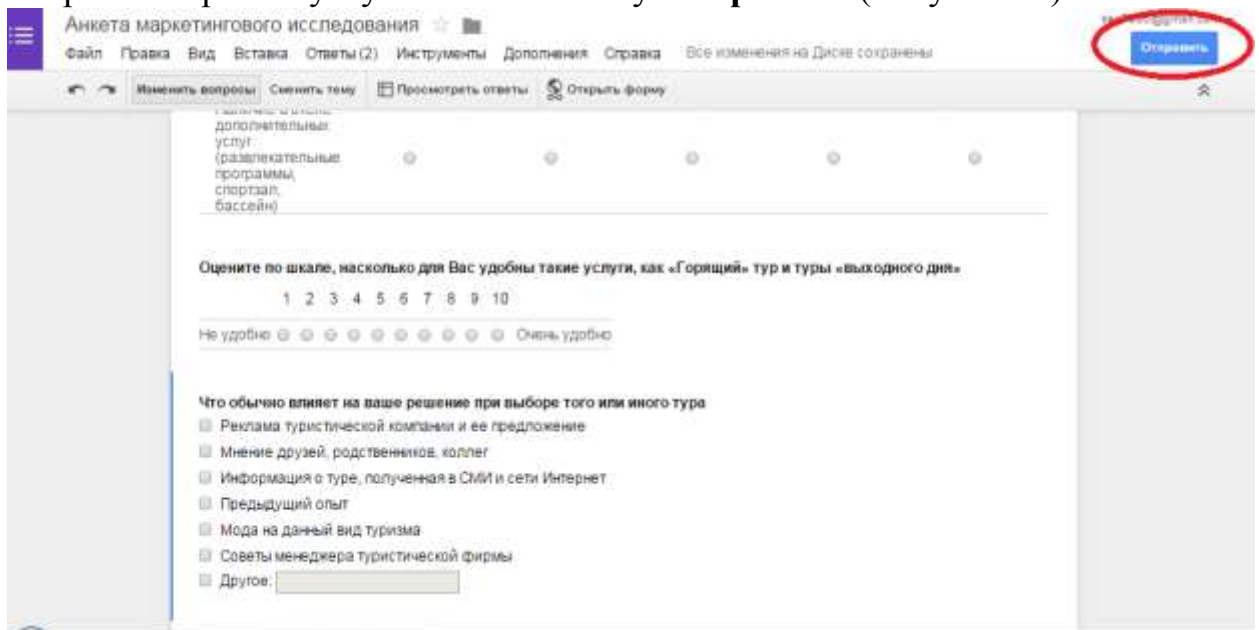 Анкета маркетингового исследования
Файл Правка Вид Вставка Ответы (2) Инструменты Дополнения Справка Все изменения на Диске сохранены
Отправить
Изменить вопросы Сменить тему Просмотреть ответы Открыть форму
дополнительных
услуг
(развлекательные
программы,
спортзал,
бассейн)
Оцените по шкале, насколько для Вас удобны такие услуги, как «Горящий» тур и туры «выходного дня»
1 2 3 4 5 6 7 8 9 10
Не удобно Очень удобно
Что обычно влияет на ваше решение при выборе того или иного тура
Реклама туристической компании и ее предложение
Мнение друзей, родственников, коллег
Информация о туре, полученная в СМИ и сети Интернет
Предыдущий опыт
Мода на данный вид туризма
Советы менеджера туристической фирмы
Другое: